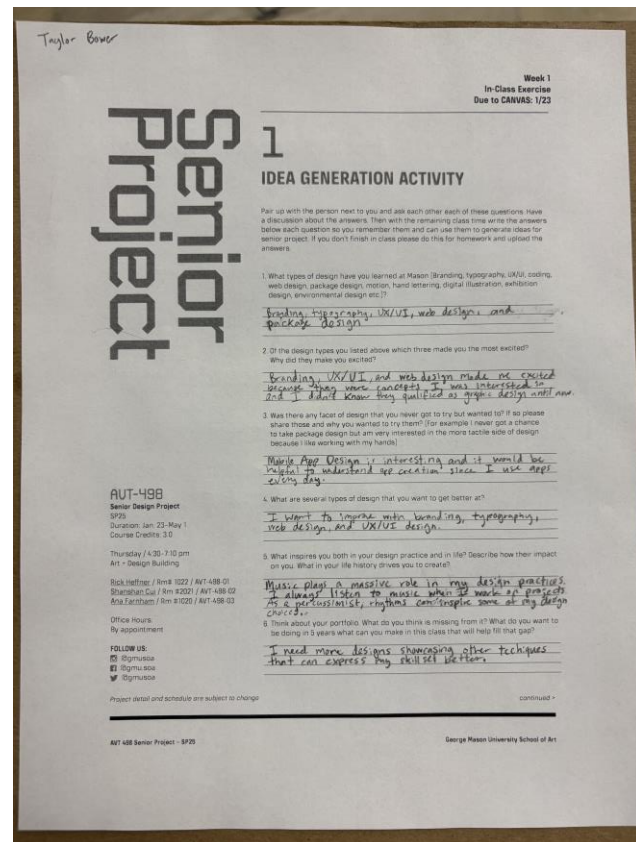 Taylor Bower
Week 1
In-Class Exercise
Due to CANVAS: 1/23
Senior
Project
1
IDEA GENERATION ACTIVITY
Pair up with the person next to you and ask each other each of these questions. Have
a discussion about the answers. Then with the remaining class time write the answers
below each question so you remember them and can use them to generate ideas for
senior project. If you don't finish in class please do this for homework and upload the
answers.
1. What types of design have you learned at Mason (Branding, typography, UX/UI, coding,
web design, package design, motion, hand lettering, digital illustration, exhibition
design, environmental design etc.)?
Branding, typography, UX/UI, web design, and
package design
2. Of the design types you listed above which three made you the most excited?
Why did they make you excited?
Branding, UX/UI, and web design made me excited
because they were concepts I was interested in
and I didn't know they qualified as graphic design until now.
3. Was there any facet of design that you never got to try but wanted to? If so please
share those and why you wanted to try them? (For example I never got a chance
to take package design but am very interested in the more tactile side of design
because I like working with my hands)
Mobile App Design is interesting and it would be
helpful to understand app creation since I use apps
every day.
4. What are several types of design that you want to get better at?
I want to improve with branding, typography,
web design, and UX/UI design.
5. What inspires you both in your design practice and in life? Describe how their impact
on you. What in your life history drives you to create?
Music plays a massive role in my design practices.
I always listen to music when I work on projects
As a percussimist, rhythms can inspire some of my design
choices.
6. Think about your portfolio. What do you think is missing from it? What do you want to
be doing in 5 years what can you make in this class that will help fill that gap?
I need more designs showcasing other techiques
that can express my skillset better.
AUT-498
Senior Design Project
SP25
Duration: Jan. 23-May 1
Course Credits: 3.0
Thursday / 4:30-7:10 pm
Art + Design Building
Rick Heffner / Rm# 1022 / AVT-498-01
Shanshan Cui / Rm #2021 / AVT-498-02
Ana Farnham / Rm #1020 / AVT-498-03
Office Hours
By appointment
FOLLOW US:
@gmusoa
@gmusoa
@gmusoa
Project detail and schedule are subject to change
continued >
AVT 498 Senior Project - SP25
George Mason University School of Art